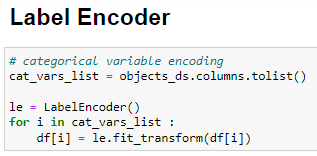 Label Encoder
# categorical variable encoding
cat_vars_list = objects_ds.columns.tolist()
le = LabelEncoder()
for i in cat_vars_list :
    df[i] = le.fit_transform(df[i])